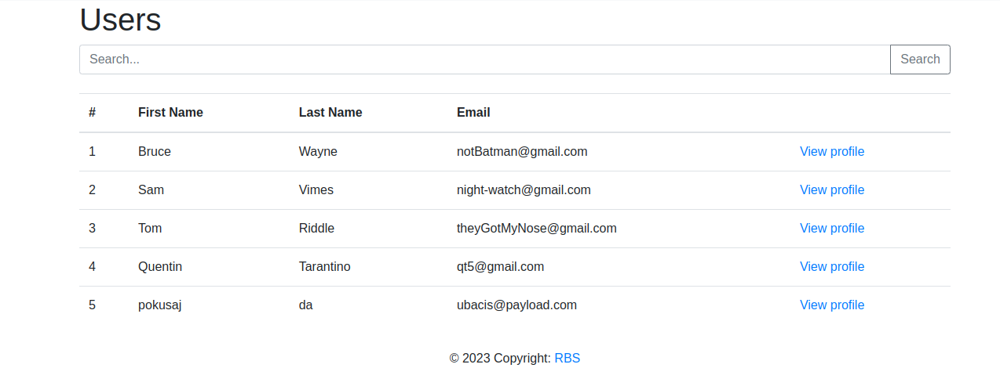 Users
Search... Search
# First Name Last Name Email
1 Bruce Wayne notBatman@gmail.com View profile
2 Sam Vimes night-watch@gmail.com View profile
3 Tom Riddle theyGotMyNose@gmail.com View profile
4 Quentin Tarantino qt5@gmail.com View profile
5 pokusaj da ubacis@payload.com View profile
© 2023 Copyright: RBS